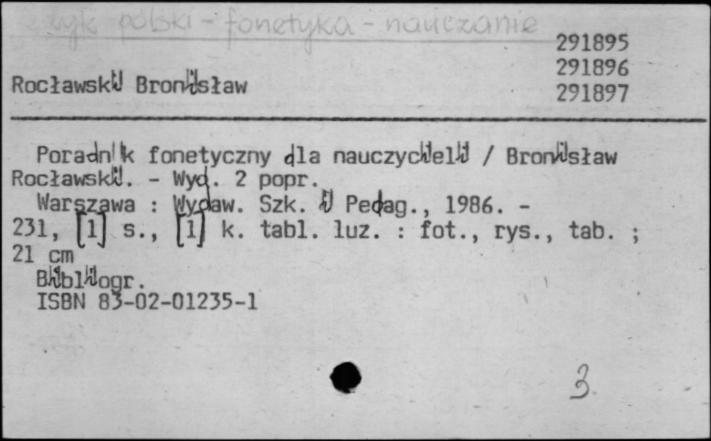 język polski - fonetyka - nauczanie
291895
291896
Rocławski Bronisław
291897
Poradnik fonetyczny dla nauczycieli / Bronisław
Rocławski. - Wyd. 2 popr.
Warszawa : Wydaw. Szk. i Pedag., 1986. -
231, [1] s., [1] k. tabl. luz. : fot., rys., tab. ;
21 cm
Bibliogr.
ISBN 83-02-01235-1
3